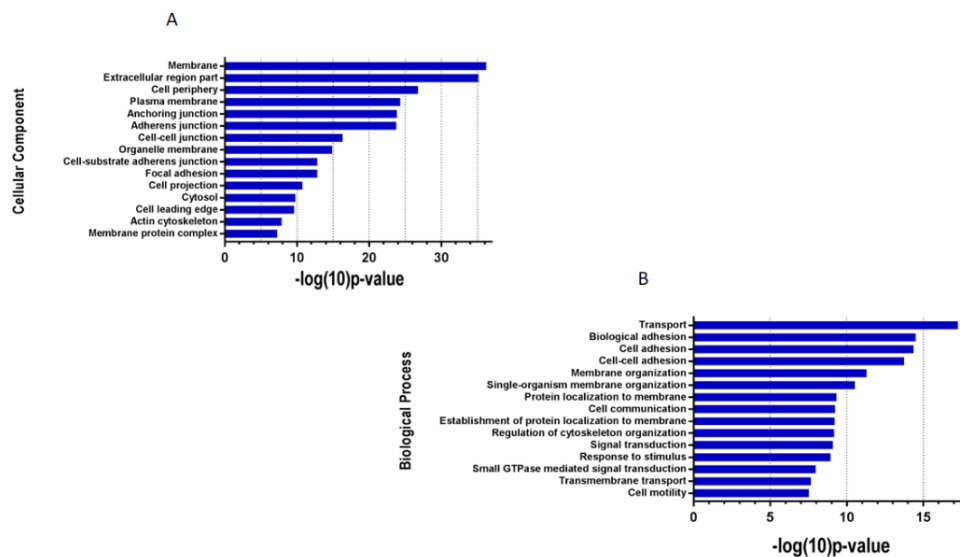 A
Cellular Component
Membrane
Extracellular region part
Cell periphery
Plasma membrane
Anchoring junction
Adherens junction
Cell-cell junction
Organelle membrane
Cell-substrate adherens junction
Focal adhesion
Cell projection
Cytosol
Cell leading edge
Actin cytoskeleton
Membrane protein complex
0 10 20 30
-log(10)p-value
B
Biological Process
Transport
Biological adhesion
Cell adhesion
Cell-cell adhesion
Membrane organization
Single-organism membrane organization
Protein localization to membrane
Cell communication
Establishment of protein localization to membrane
Regulation of cytoskeleton organization
Signal transduction
Response to stimulus
Small GTPase mediated signal transduction
Transmembrane transport
Cell motility
0 5 10 15
-log(10)p-value